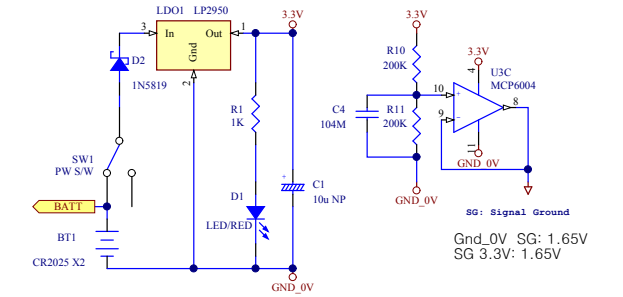 LDO1 LP2950
3.3V
3 In Out 1
Gnd
2
D2
1N5819
R1
1K
SW1
PW S/W
BATT
BT1
CR2025 X2
D1
LED/RED
+
C1
10u NP
GND_0V
3.3V
R10
200K
C4
104M
R11
200K
GND_0V
3.3V
4
U3C
MCP6004
10
+
9
-
8
11
GND_0V
SG: Signal Ground
Gnd_0V SG: 1.65V
SG 3.3V: 1.65V